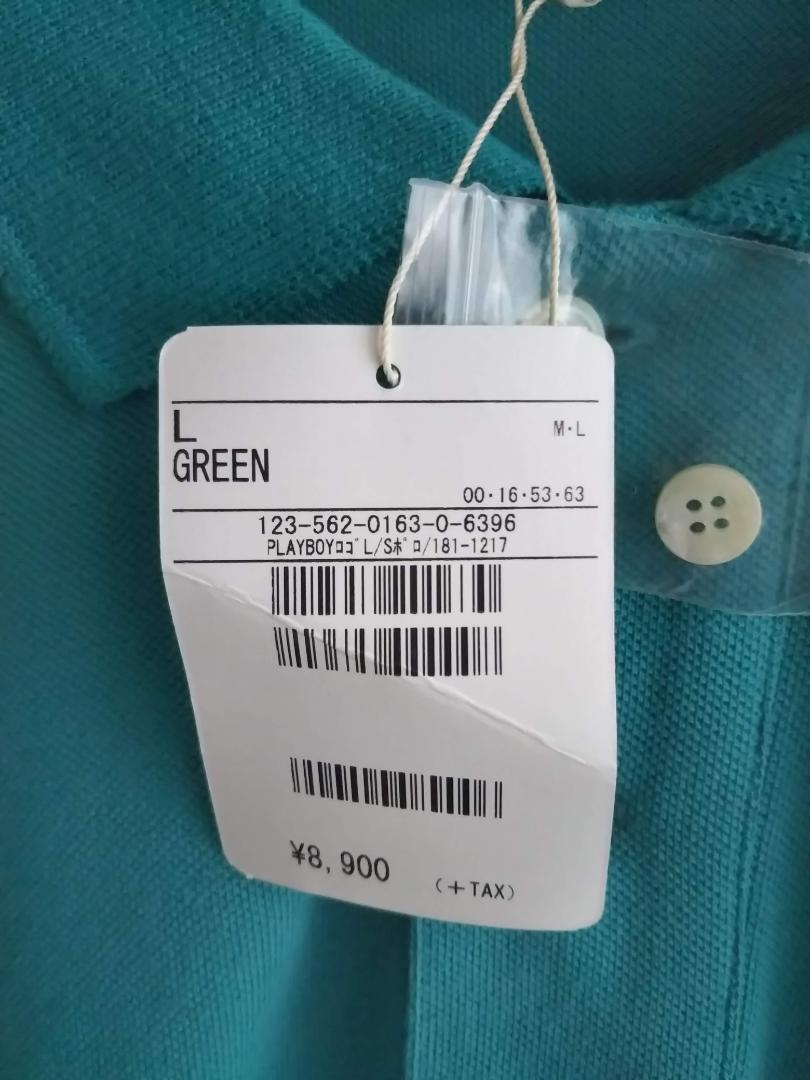 L
M·L
GREEN
00·16·53·63
123-562-0163-0-6396
PLAYBOYﾛｺﾞL/Sﾎﾟﾛ/181-1217
¥8,900
(+TAX)